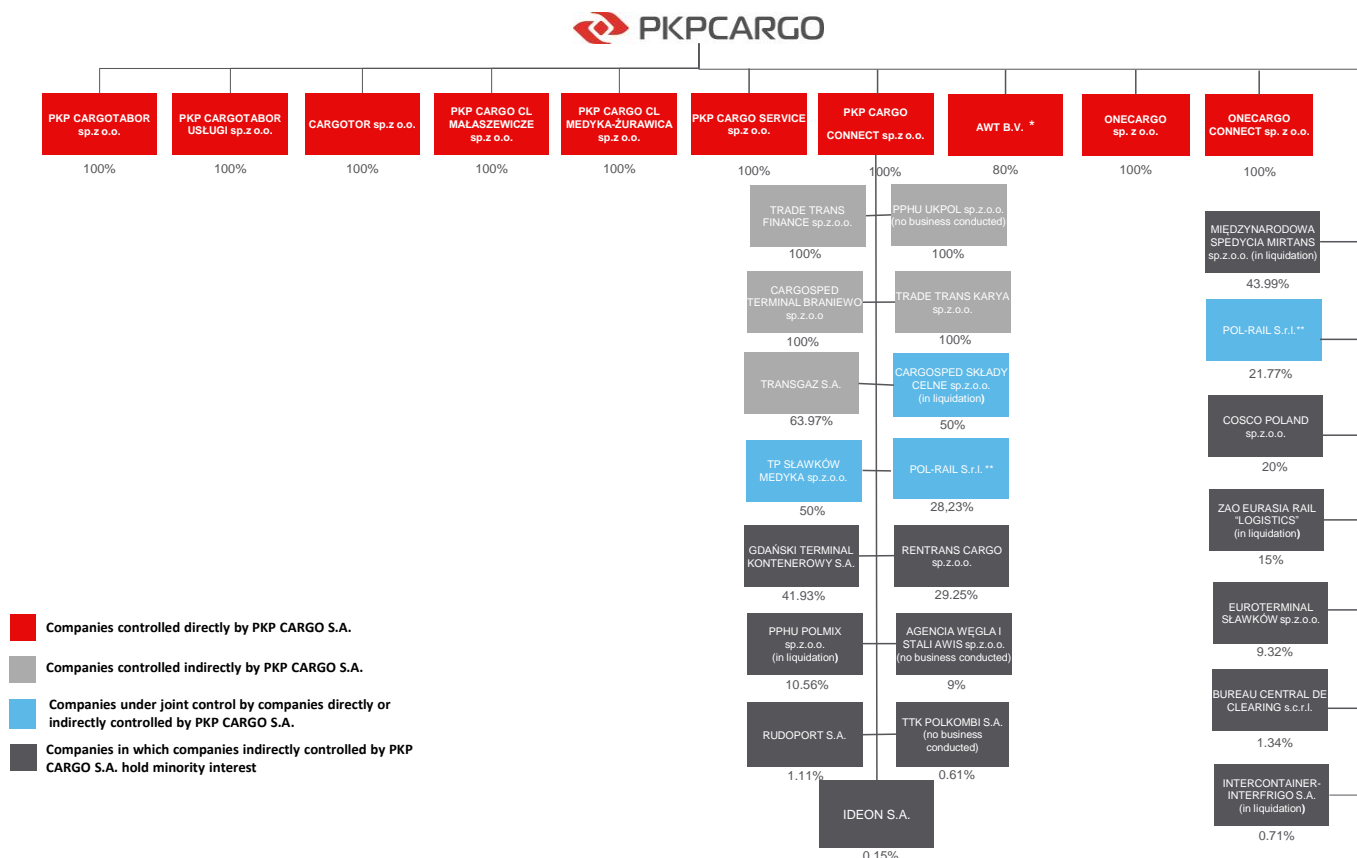 PKPCARGO
PKP CARGOTABOR
sp.z o.o.
100%
PKP CARGOTABOR
USŁUGI sp.z o.o.
100%
CARGOTOR sp.z o.o.
100%
PKP CARGO CL
MAŁASZEWICZE
sp.z o.o.
100%
PKP CARGO CL
MEDYKA-ŻURAWICA
sp.z o.o.
100%
PKP CARGO SERVICE
sp.z o.o.
100%
PKP CARGO
CONNECT sp.z o.o.
100%
AWT B.V. *
80%
ONECARGO
sp. z o.o.
100%
ONECARGO
CONNECT sp. z o.o.
100%
TRADE TRANS
FINANCE sp.z.o.o.
100%
PPHU UKPOL sp.z.o.o.
(no business conducted)
100%
CARGOSPED
TERMINAL BRANIEWO
sp.z.o.o
100%
TRADE TRANS KARYA
sp.z.o.o.
100%
TRANSGAZ S.A.
63.97%
CARGOSPED SKŁADY
CELNE sp.z.o.o.
(in liquidation)
50%
TP SŁAWKÓW
MEDYKA sp.z.o.o.
50%
POL-RAIL S.r.l. **
28,23%
GDAŃSKI TERMINAL
KONTENEROWY S.A.
41.93%
RENTRANS CARGO
sp.z.o.o.
29.25%
PPHU POLMIX
sp.z.o.o.
(in liquidation)
10.56%
AGENCIA WĘGLA I
STALI AWIS sp.z.o.o.
(no business conducted)
9%
RUDOPORT S.A.
1.11%
TTK POLKOMBI S.A.
(no business
conducted)
0.61%
IDEON S.A.
0.15%
MIĘDZYNARODOWA
SPEDYCIA MIRTANS
sp.z.o.o. (in liquidation)
43.99%
POL-RAIL S.r.l.**
21.77%
COSCO POLAND
sp.z.o.o.
20%
ZAO EURASIA RAIL
"LOGISTICS"
(in liquidation)
15%
EUROTERMINAL
SŁAWKÓW sp.z.o.o.
9.32%
BUREAU CENTRAL DE
CLEARING s.c.r.l.
1.34%
INTERCONTAINER-
INTERFRIGO S.A.
(in liquidation)
0.71%
Companies controlled directly by PKP CARGO S.A.
Companies controlled indirectly by PKP CARGO S.A.
Companies under joint control by companies directly or
indirectly controlled by PKP CARGO S.A.
Companies in which companies indirectly controlled by PKP
CARGO S.A. hold minority interest